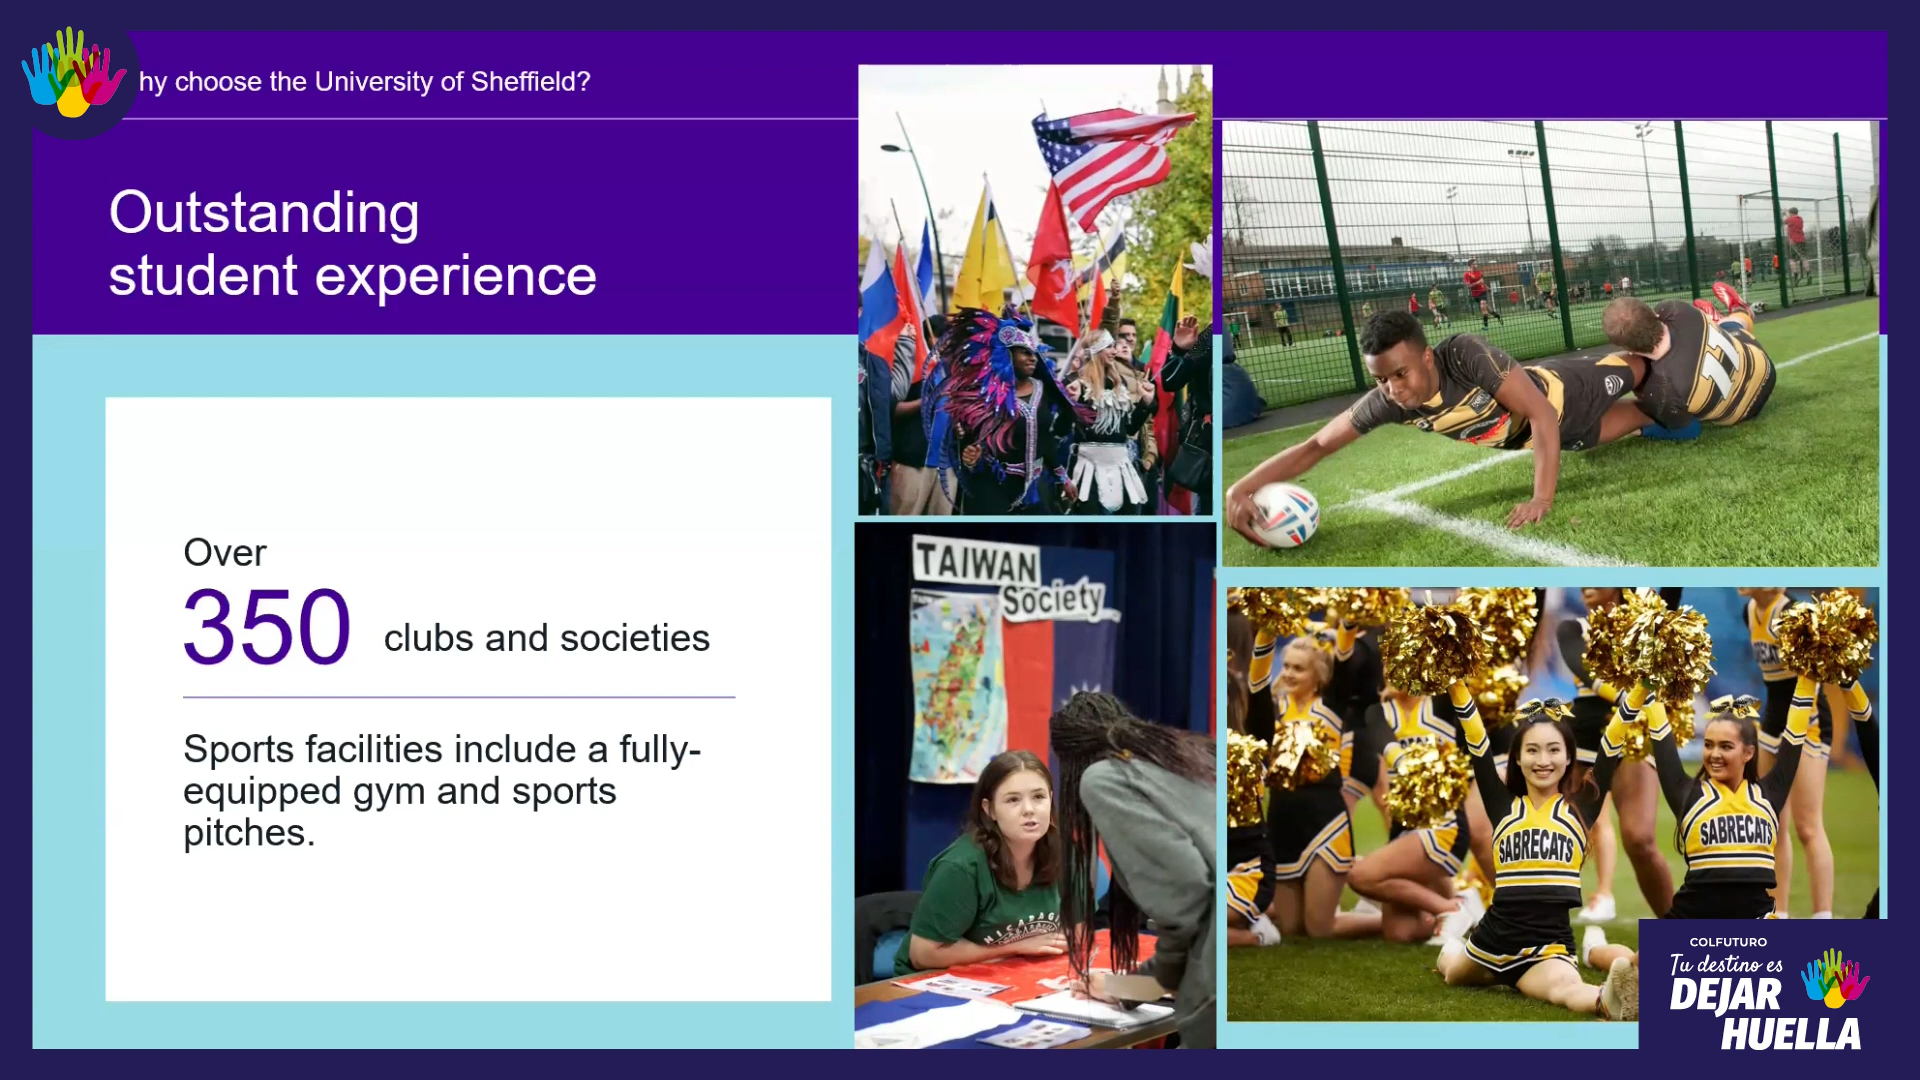 hy choose the University of Sheffield?
Outstanding
student experience
Over
350 clubs and societies
Sports facilities include a fully-
equipped gym and sports
pitches.
TAIWAN
Society
11
SABRECATS
SABRECATS
COLFUTURO
Tu destino es
DEJAR
HUELLA